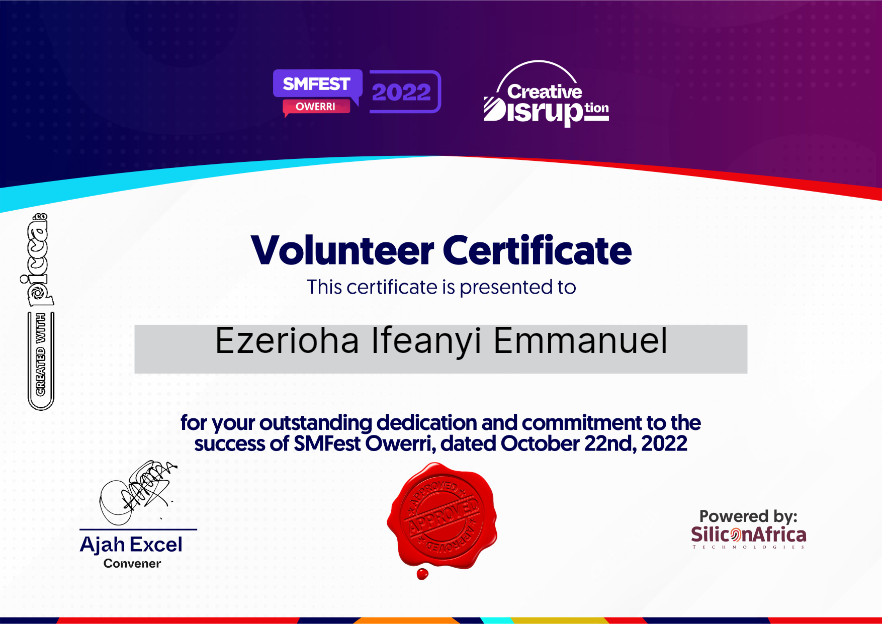 SMFEST
OWERRI
2022
Creative
Disruption
Volunteer Certificate
This certificate is presented to
Ezerioha Ifeanyi Emmanuel
for your outstanding dedication and commitment to the
success of SMFest Owerri, dated October 22nd, 2022
CREATED WITH picca
Ajah Excel
Convener
APPROVED
APPROVED
APPROVED
Powered by:
SiliconAfrica
TECHNOLOGIES